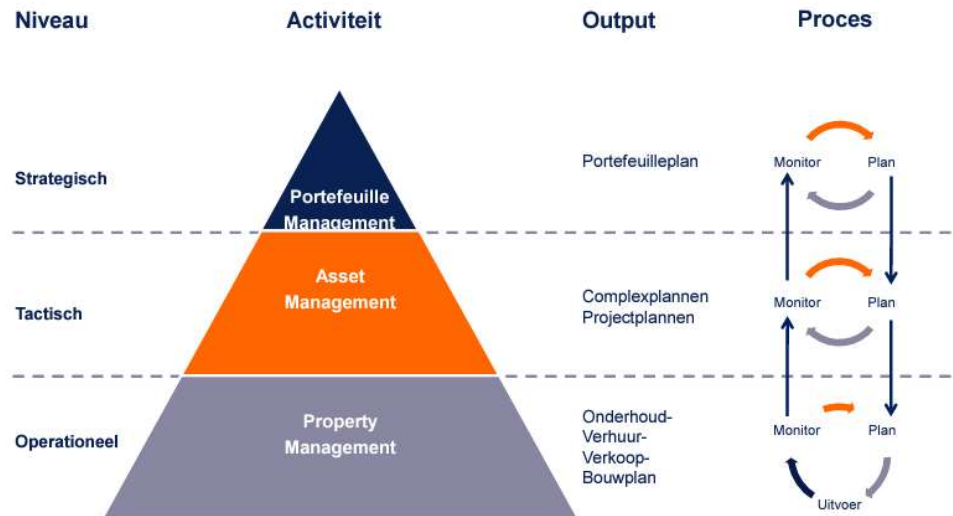 Niveau
Activiteit
Output
Proces
Strategisch
Portefeuille
Management
Portefeuilleplan
Monitor
Plan
Tactisch
Asset
Management
Complexplannen
Projectplannen
Monitor
Plan
Operationeel
Property
Management
Onderhoud-
Verhuur-
Verkoop-
Bouwplan
Monitor
Plan
Uitvoer